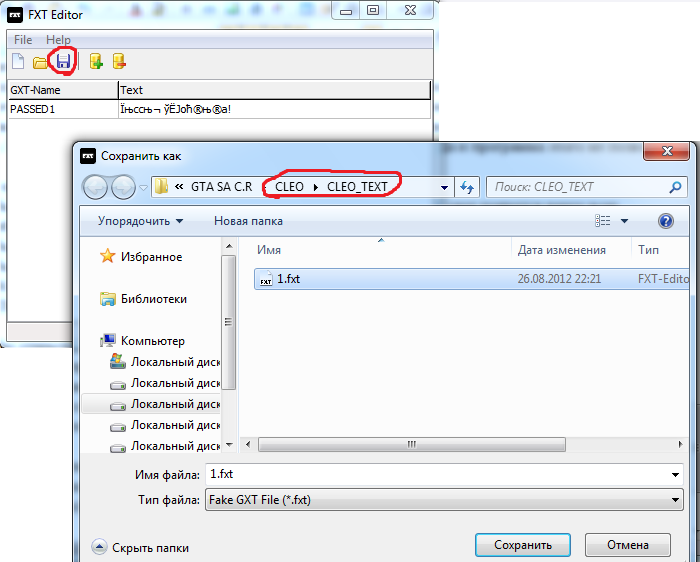 FXT Editor
File Help
GXT-Name Text
PASSED1 Їњссњ¬ ўЁJoћ®њ®a!
FXT Сохранить как
« GTA SA C.R CLEO CLEO_TEXT Поиск: CLEO_TEXT
Упорядочить Новая папка
Избранное
Библиотеки
Компьютер
Локальный диск
Локальный диск
Локальный диск
Локальный диск
Локальный диск
Имя Дата изменения Тип
1.fxt 26.08.2012 22:21 FXT-Edito
Имя файла: 1.fxt
Тип файла: Fake GXT File (*.fxt)
Скрыть папки Сохранить Отмена